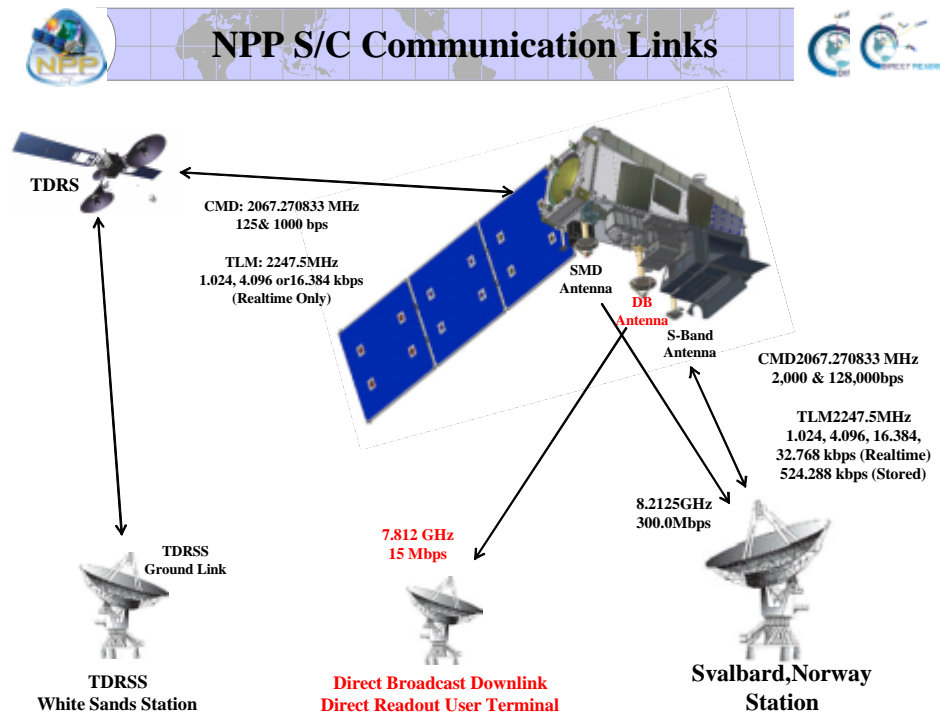 NPP S/C Communication Links
NPP
TDRS
CMD: 2067.270833 MHz
125& 1000 bps
TLM: 2247.5MHz
1.024, 4.096 or16.384 kbps
(Realtime Only)
SMD
Antenna
DB
Antenna
S-Band
Antenna
CMD2067.270833 MHz
2,000 & 128,000bps
TLM2247.5MHz
1.024, 4.096, 16.384,
32.768 kbps (Realtime)
524.288 kbps (Stored)
8.2125GHz
300.0Mbps
7.812 GHz
15 Mbps
TDRSS
Ground Link
TDRSS
White Sands Station
Direct Broadcast Downlink
Direct Readout User Terminal
Svalbard,Norway
Station